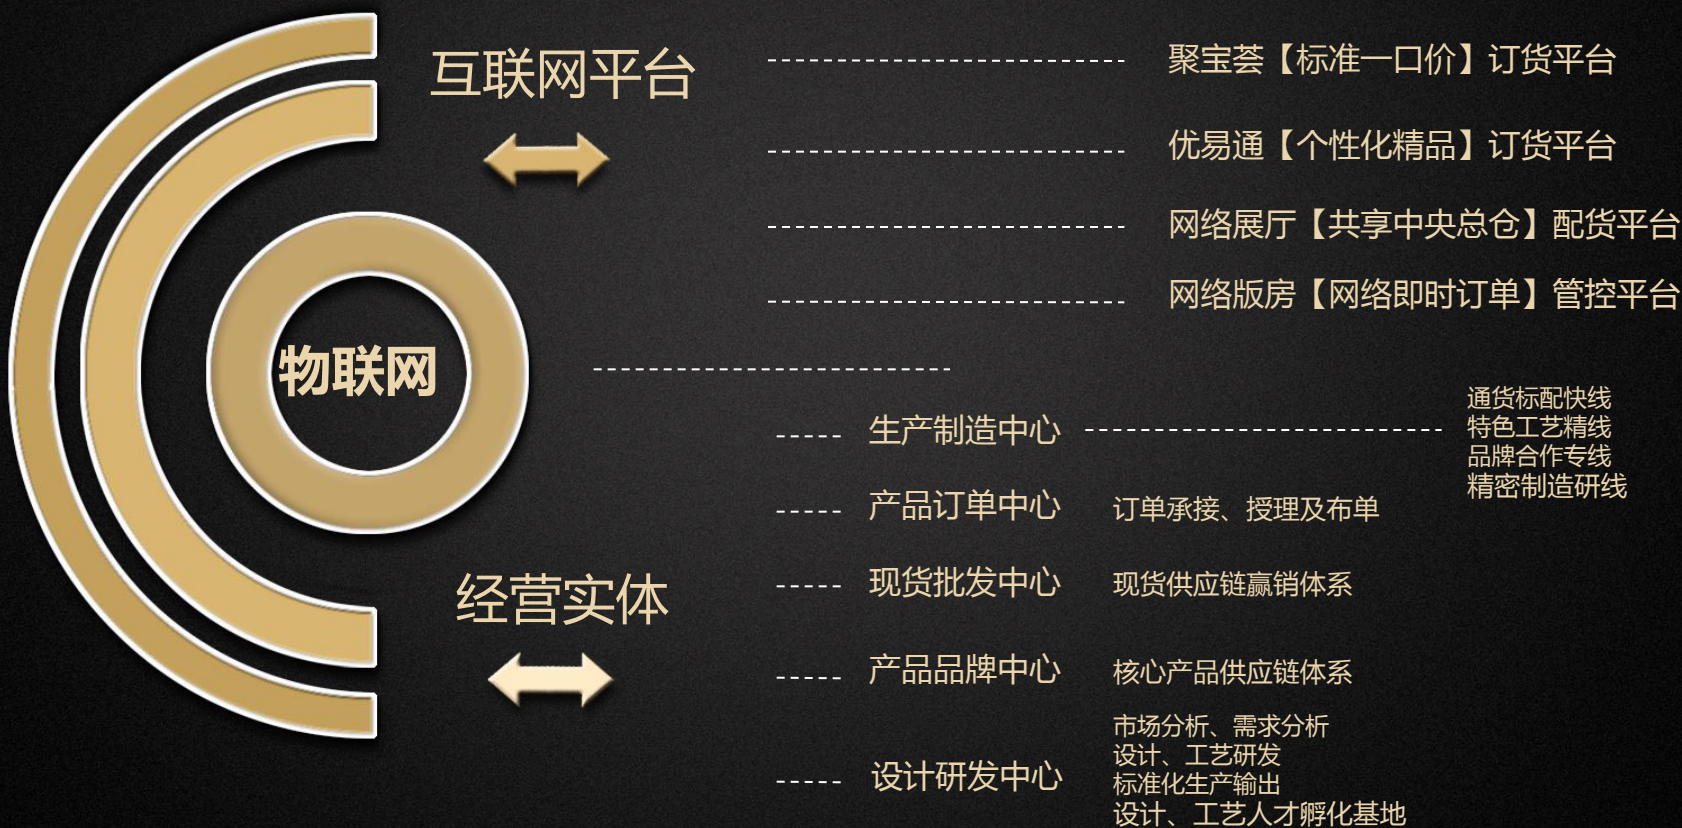 互联网平台
聚宝荟【标准一口价】订货平台
优易通【个性化精品】订货平台
网络展厅【共享中央总仓】配货平台
网络版房【网络即时订单】管控平台
物联网
经营实体
生产制造中心
通货标配快线
特色工艺精线
品牌合作专线
精密制造研线
产品订单中心
订单承接、授理及布单
现货批发中心
现货供应链赢销体系
产品品牌中心
核心产品供应链体系
设计研发中心
市场分析、需求分析
设计、工艺研发
标准化生产输出
设计、工艺人才孵化基地